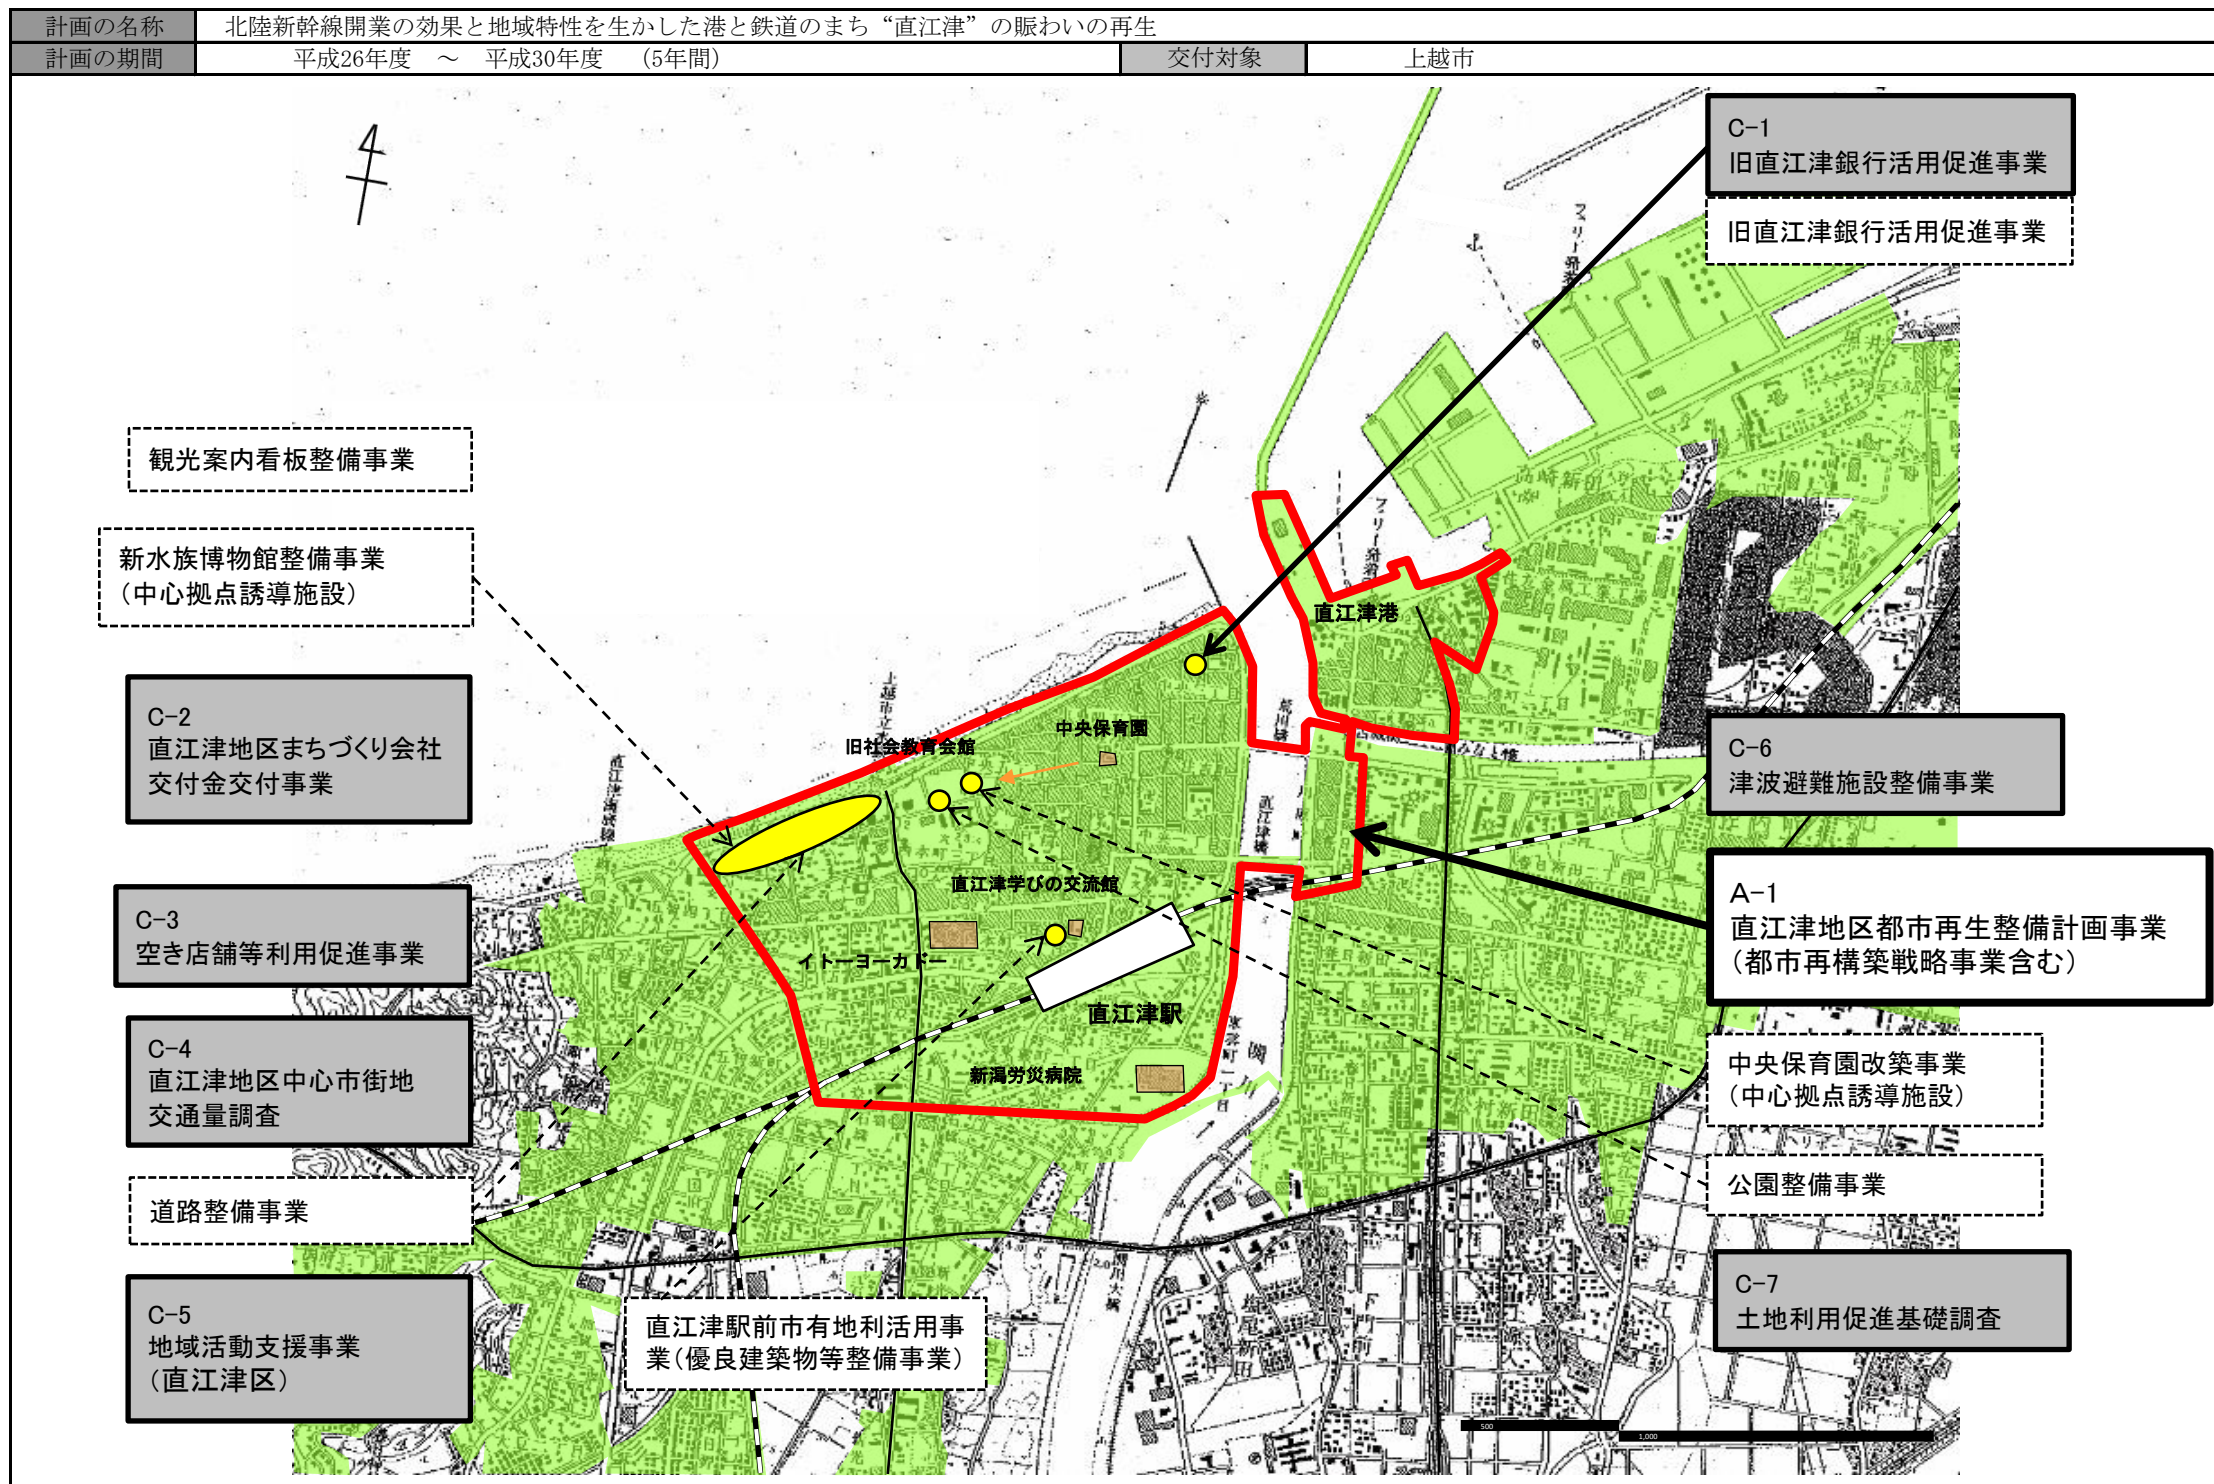 計画の名称
北陸新幹線開業の効果と地域特性を生かした港と鉄道のまち“直江津”の賑わいの再生
計画の期間
平成26年度 ～ 平成30年度 (5年間)
交付対象
上越市
C-1
旧直江津銀行活用促進事業
旧直江津銀行活用促進事業
観光案内看板整備事業
新水族博物館整備事業
(中心拠点誘導施設)
C-2
直江津地区まちづくり会社
交付金交付事業
C-3
空き店舗等利用促進事業
C-4
直江津地区中心市街地
交通量調査
道路整備事業
C-5
地域活動支援事業
(直江津区)
直江津駅前市有地利活用事
業(優良建築物等整備事業)
C-6
津波避難施設整備事業
A-1
直江津地区都市再生整備計画事業
(都市再構築戦略事業含む)
中央保育園改築事業
(中心拠点誘導施設)
公園整備事業
C-7
土地利用促進基礎調査
直江津港
中央保育園
旧社会教育会館
直江津学びの交流館
イトーヨーカドー
直江津駅
新潟労災病院
直江津橋
500
1,000